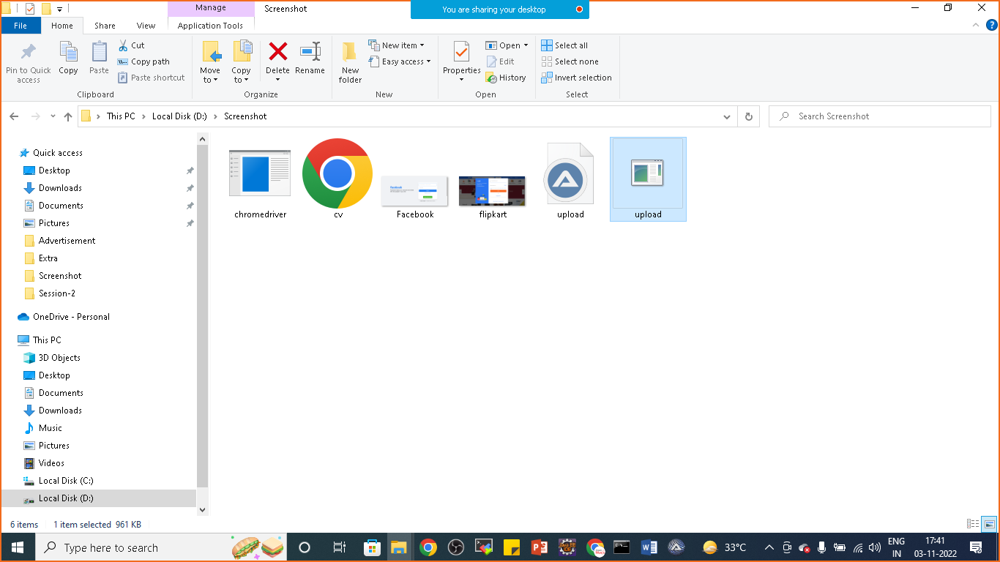 Manage
Screenshot
You are sharing your desktop
File
Home
Share
View
Application Tools
Pin to Quick access
Copy
Paste
Cut
Copy path
Paste shortcut
Clipboard
Move to
Copy to
Delete
Rename
Organize
New folder
New item
Easy access
New
Properties
Open
Edit
History
Open
Select all
Select none
Invert selection
Select
This PC
Local Disk (D:)
Screenshot
Search Screenshot
Quick access
Desktop
Downloads
Documents
Pictures
Advertisement
Extra
Screenshot
Session-2
OneDrive - Personal
This PC
3D Objects
Desktop
Documents
Downloads
Music
Pictures
Videos
Local Disk (C:)
Local Disk (D:)
chromedriver
cv
facebook
Facebook
flipkart
upload
upload
6 items
1 item selected 961 KB
Type here to search
33°C
ENG
IN
17:41
03-11-2022